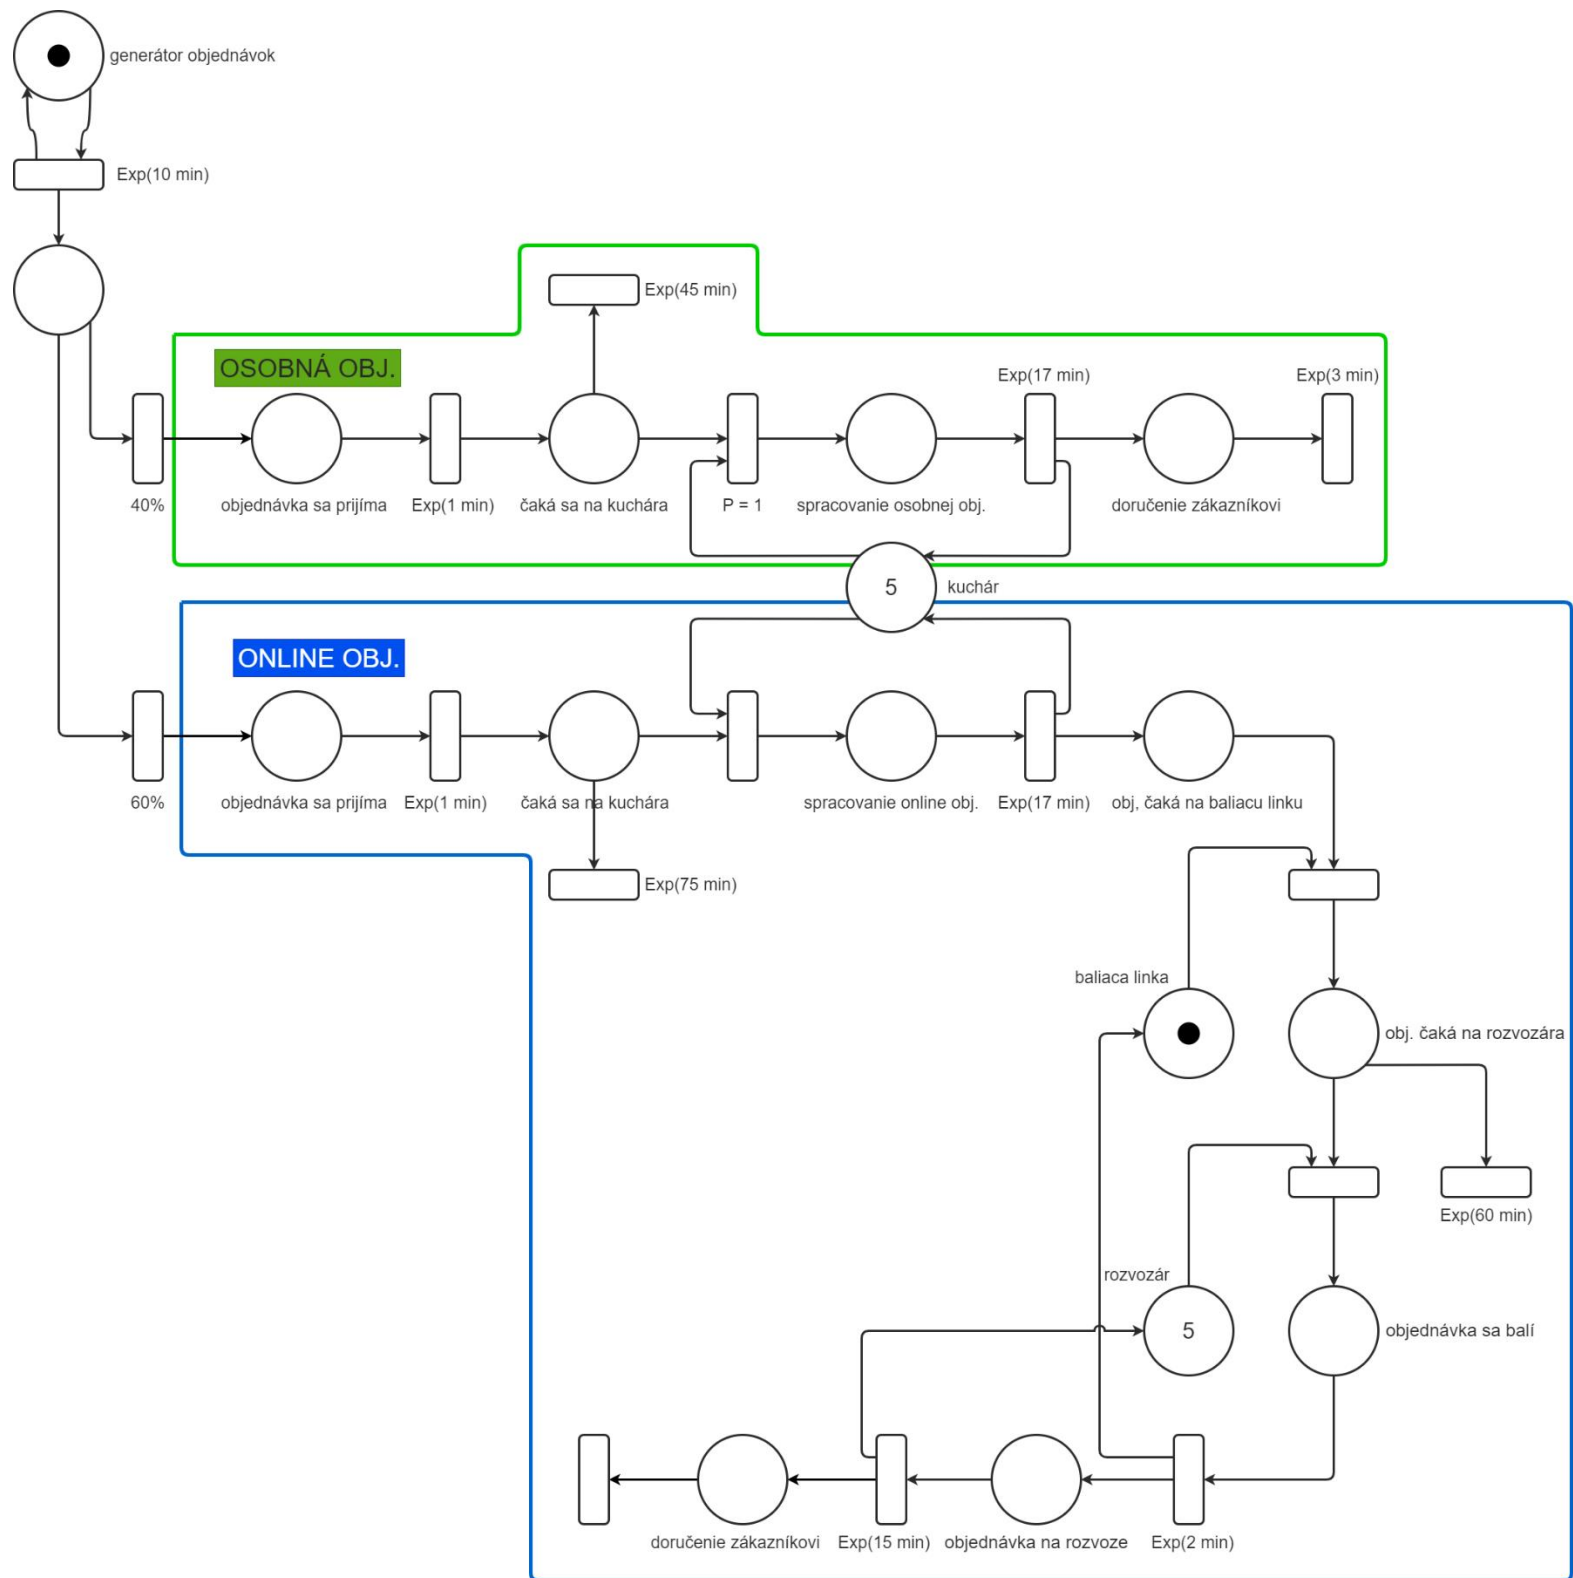 generátor objednávok
Exp(10 min)
Exp(45 min)
OSOBNÁ OBJ.
Exp(17 min)
Exp(3 min)
40%
objednávka sa prijíma
Exp(1 min)
čaká sa na kuchára
P = 1
spracovanie osobnej obj.
doručenie zákazníkovi
5
kuchár
ONLINE OBJ.
60%
objednávka sa prijíma
Exp(1 min)
čaká sa na kuchára
spracovanie online obj.
Exp(17 min)
obj, čaká na baliacu linku
Exp(75 min)
baliaca linka
obj. čaká na rozvozára
Exp(60 min)
rozvozár
5
objednávka sa balí
doručenie zákazníkovi
Exp(15 min)
objednávka na rozvoze
Exp(2 min)